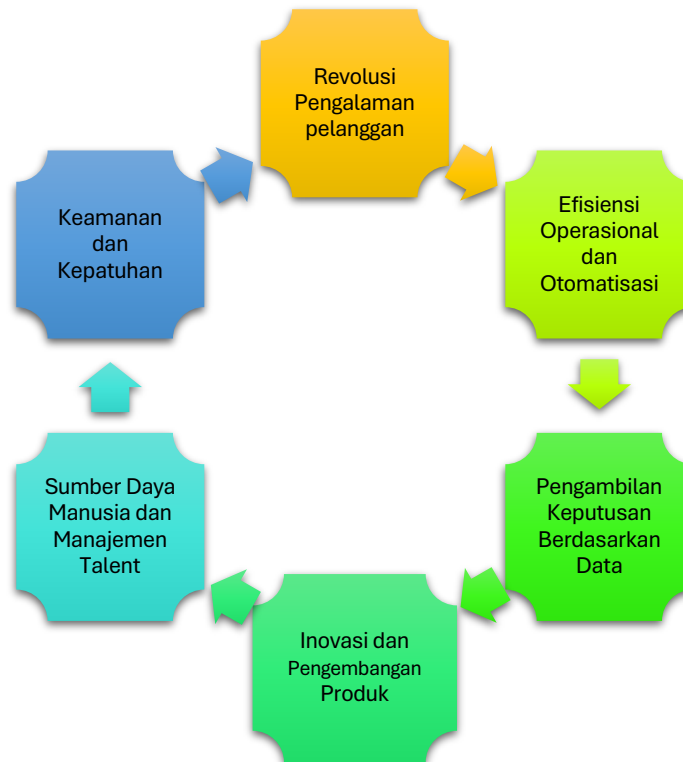 Revolusi
Pengalaman
pelanggan
Efisiensi
Operasional
dan
Otomatisasi
Pengambilan
Keputusan
Berdasarkan
Data
Inovasi dan
Pengembangan
Produk
Sumber Daya
Manusia dan
Manajemen
Talent
Keamanan
dan
Kepatuhan